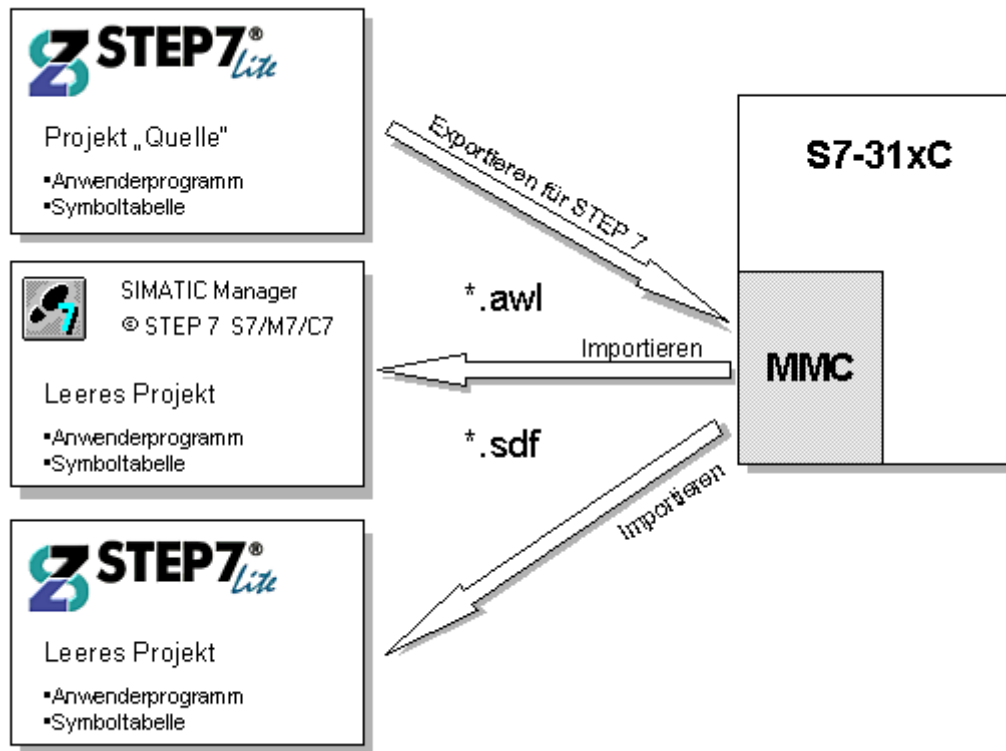 STEP7® Lite
Projekt „Quelle"
▪Anwenderprogramm
▪Symboltabelle
Exportieren für STEP 7
S7-31xC
SIMATIC Manager
© STEP 7 S7/M7/C7
Leeres Projekt
▪Anwenderprogramm
▪Symboltabelle
*.awl
Importieren
*.sdf
MMC
Importieren
STEP7® Lite
Leeres Projekt
▪Anwenderprogramm
▪Symboltabelle